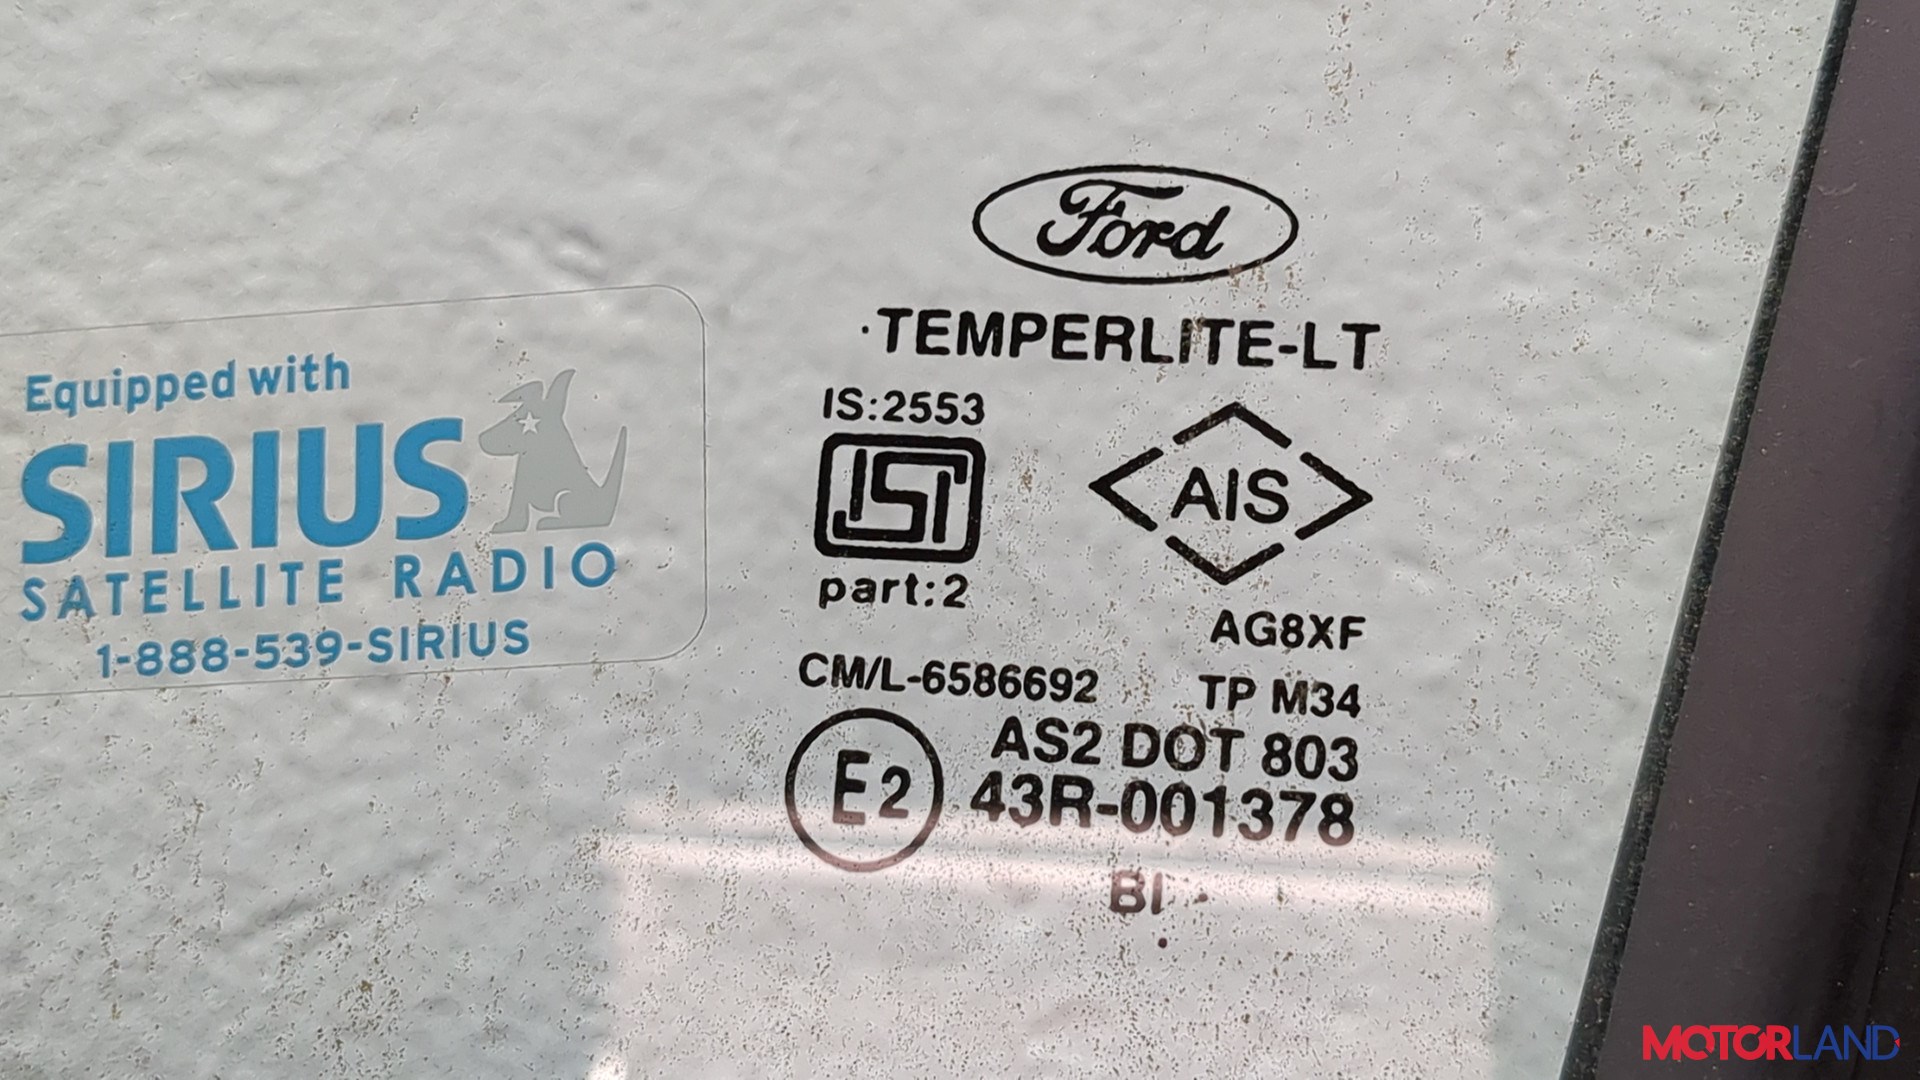 Equipped with
SIRIUS
SATELLITE RADIO
1-888-539-SIRIUS
Ford
TEMPERLITE-LT
IS:2553
ISI
part:2
AIS
AG8XF
CM/L-6586692
TP M34
AS2 DOT 803
E2
43R-001378
BI
MOTORLAND